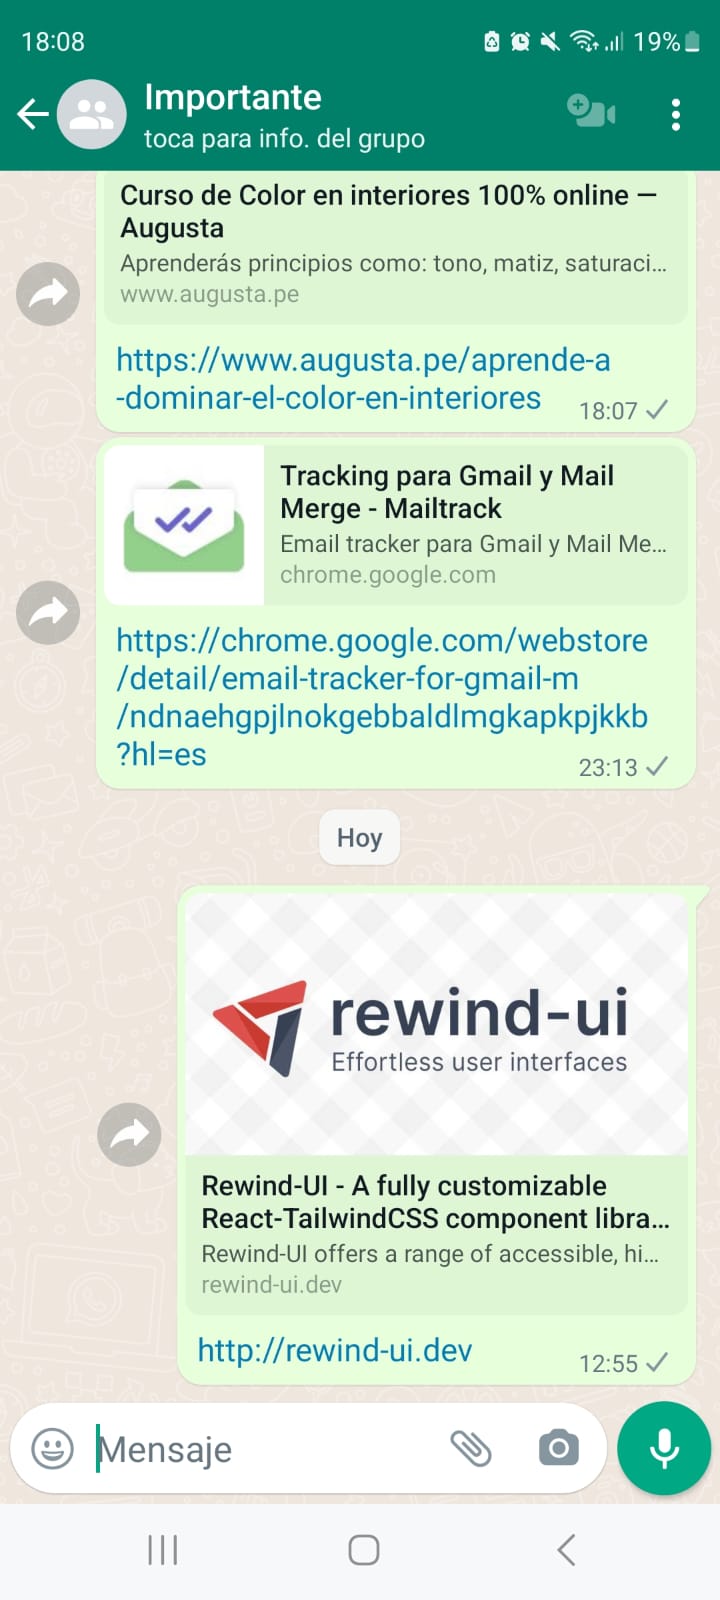 18:08
19%
Importante
toca para info. del grupo
Curso de Color en interiores 100% online –
Augusta
Aprenderás principios como: tono, matiz, saturaci...
www.augusta.pe
https://www.augusta.pe/aprende-a
-dominar-el-color-en-interiores
18:07
Tracking para Gmail y Mail
Merge - Mailtrack
Email tracker para Gmail y Mail Me...
chrome.google.com
https://chrome.google.com/webstore
/detail/email-tracker-for-gmail-m
/ndnaehgpjlnokgebbaldlmgkapkpjkkb
?hl=es
23:13
Hoy
rewind-ui
Effortless user interfaces
Rewind-UI - A fully customizable
React-TailwindCSS component libra...
Rewind-UI offers a range of accessible, hi...
rewind-ui.dev
http://rewind-ui.dev
12:55
Mensaje